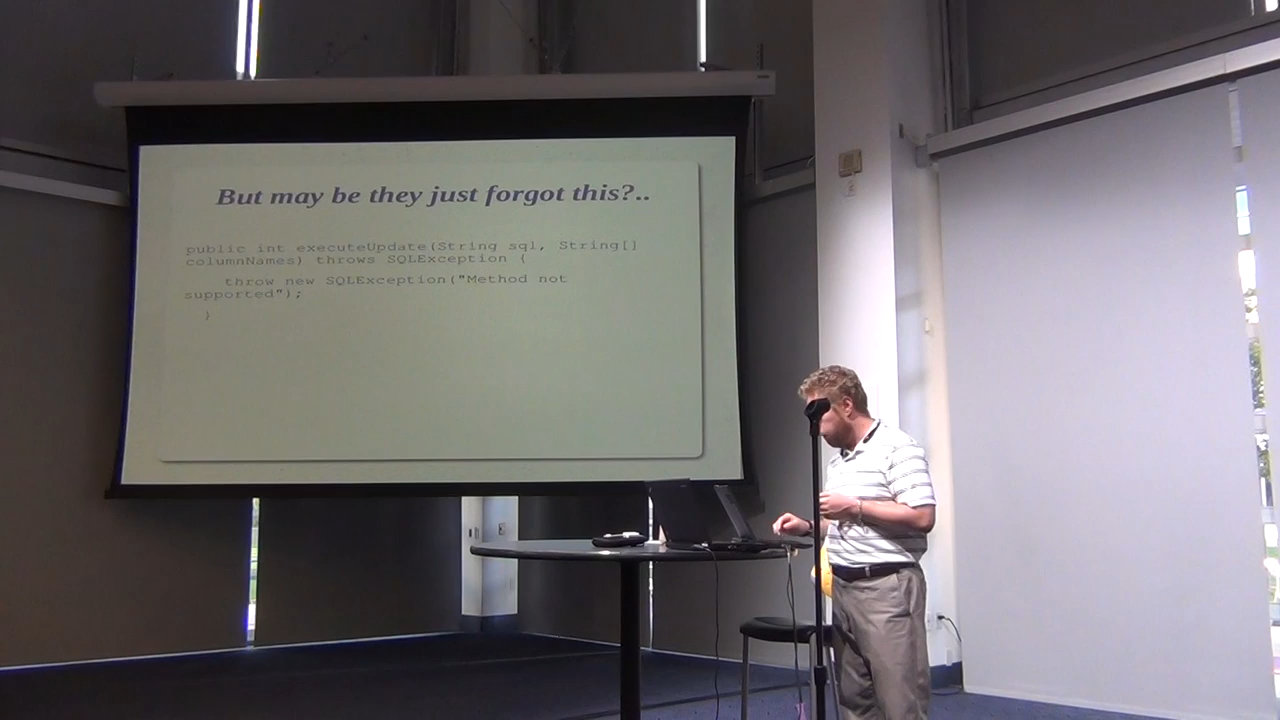 But may be they just forgot this?..
public int executeUpdate(String sql, String[]
columnNames) throws SQLException {
throw new SQLException("Method not
supported");
}